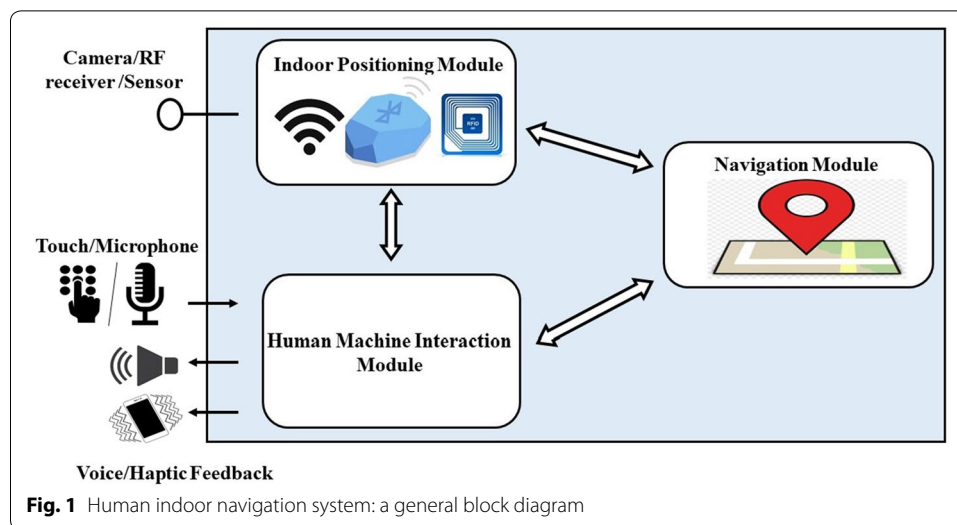 Camera/RF
receiver /Sensor
Indoor Positioning Module
RFID
Navigation Module
Touch/Microphone
Human Machine Interaction
Module
Voice/Haptic Feedback
Fig. 1 Human indoor navigation system: a general block diagram